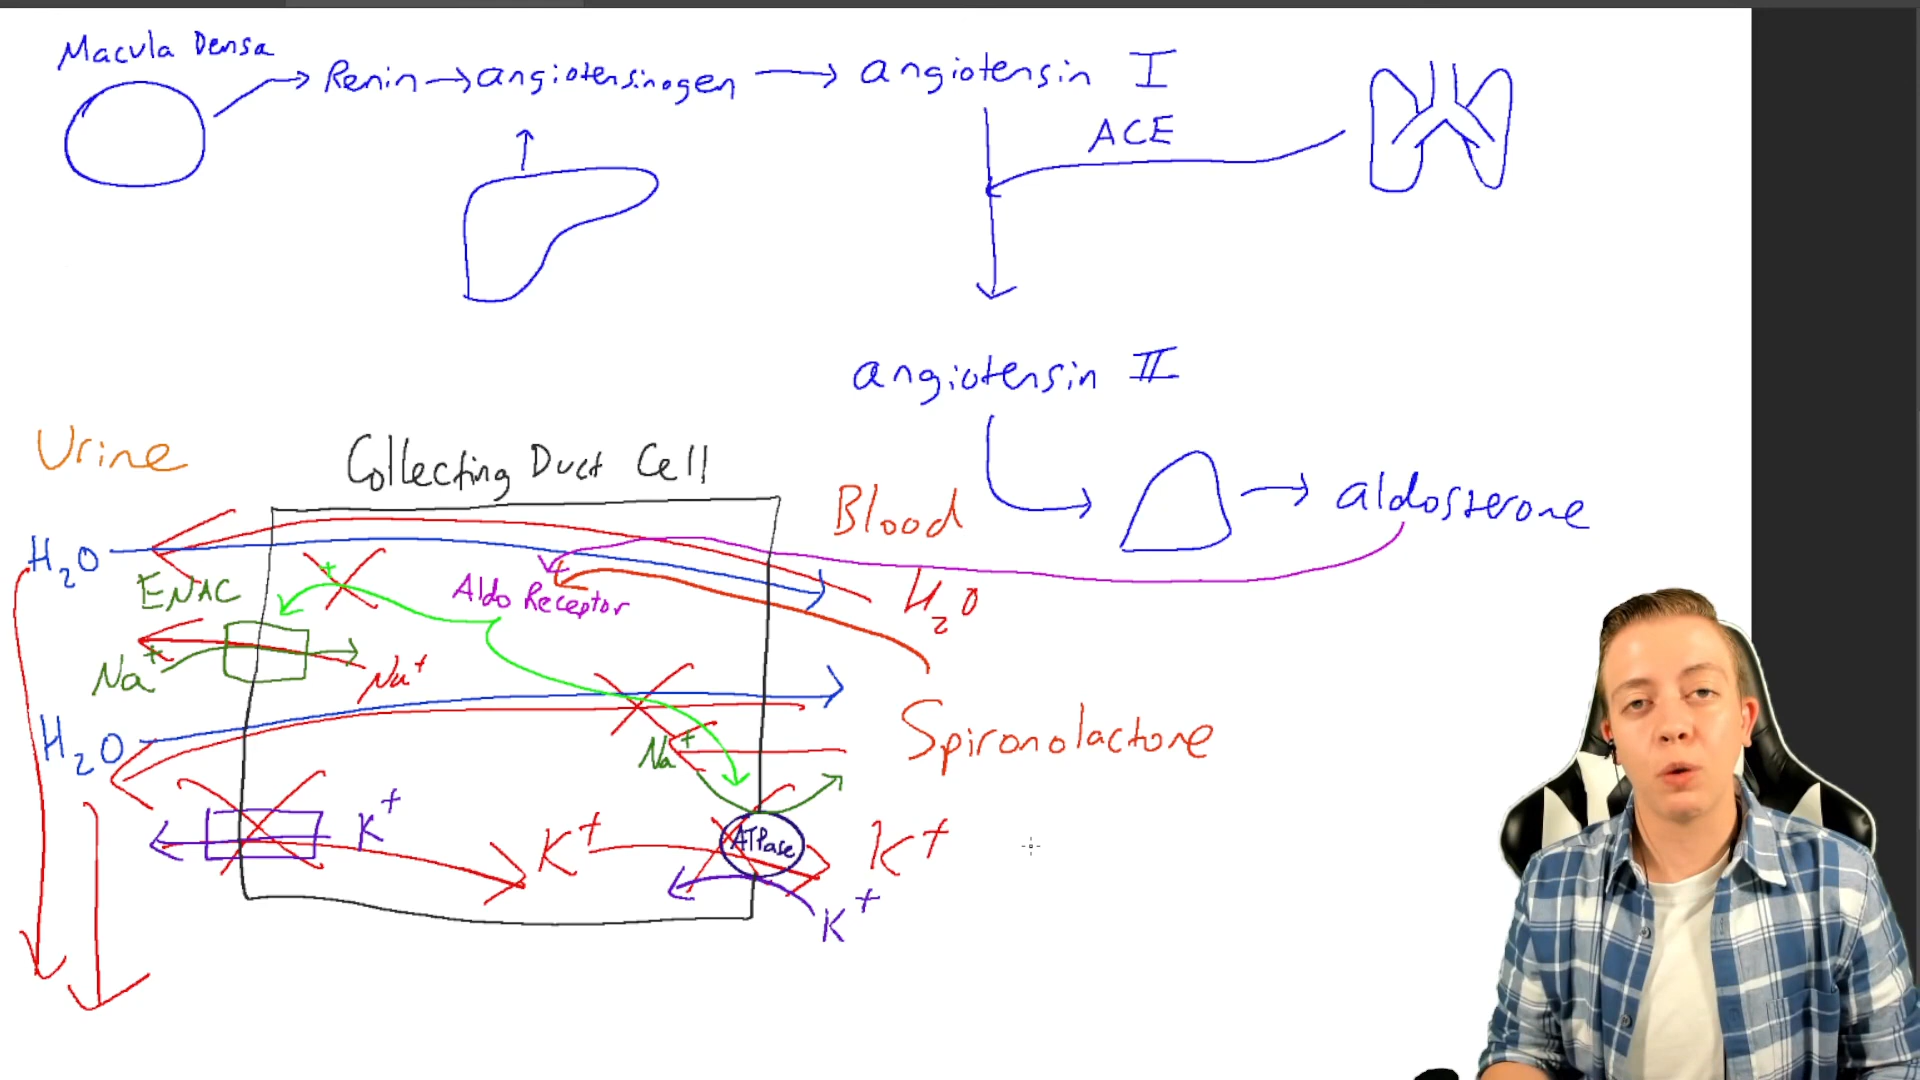 Macula Densa
Renin → angiotensinogen → angiotensin I
ACE
angiotensin II
Urine
Collecting Duct Cell
Blood
aldosterone
H2O
ENAC
+
Aldo Receptor
H2O
Na+
Na+
H2O
Na+
Spironolactone
K+
K+
ATPase
K+
K+